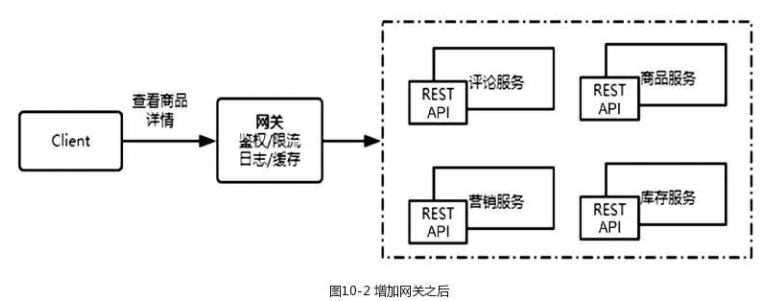 Client
查看商品
详情
网关
鉴权/限流
日志/缓存
评论服务
REST
API
商品服务
REST
API
营销服务
REST
API
库存服务
REST
API
图10-2 增加网关之后